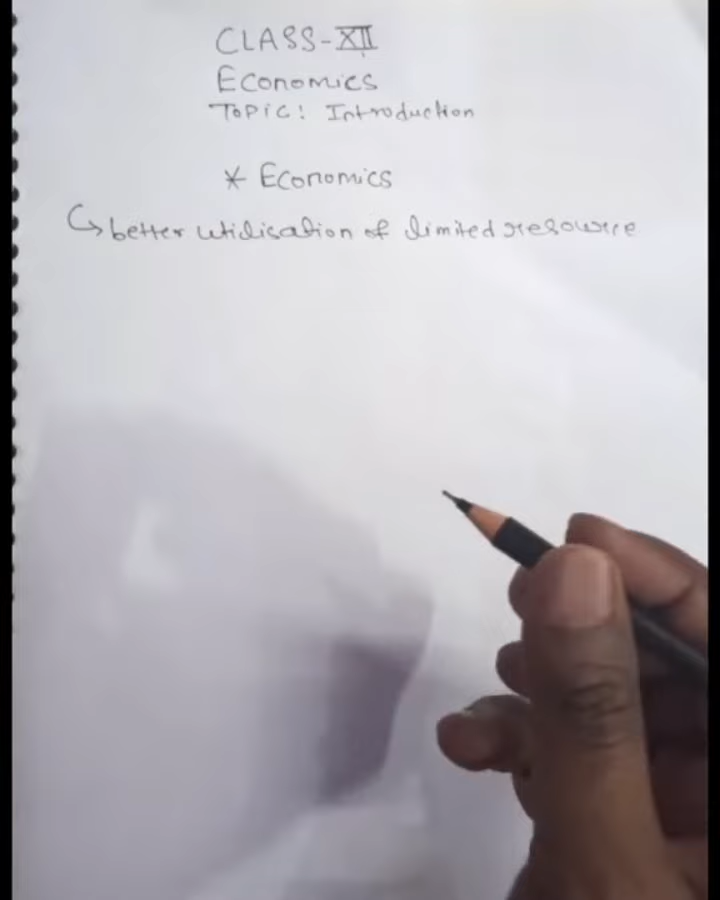 CLASS-XII
Economics
Topic: Introduction
* Economics
↳ better utilisation of limited resource